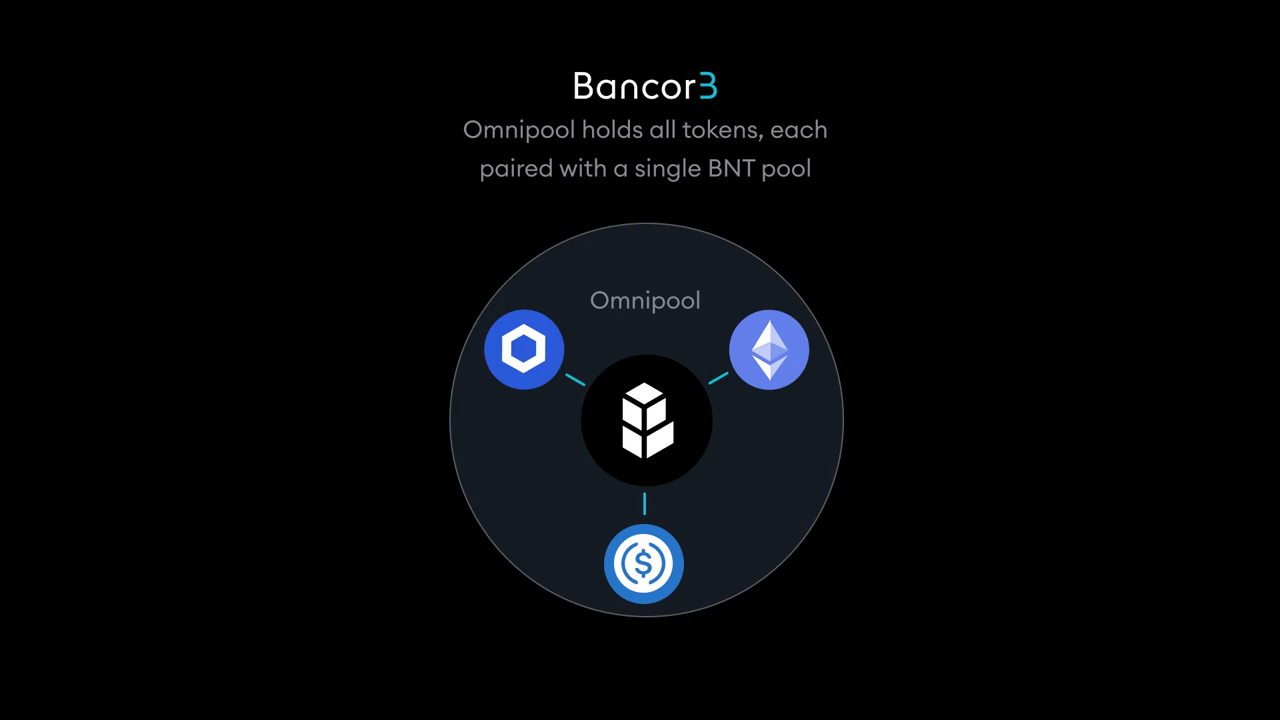 Bancor3
Omnipool holds all tokens, each
paired with a single BNT pool
Omnipool
$